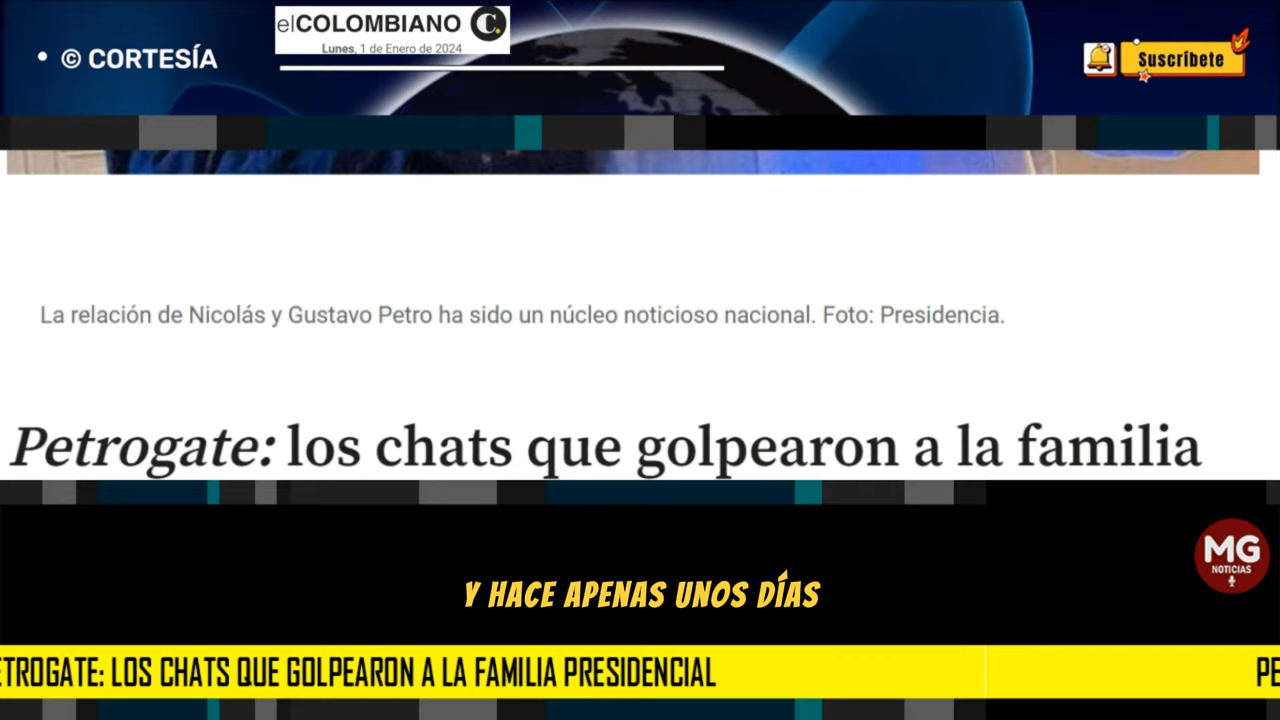 • © CORTESÍA
elCOLOMBIANO C.
Lunes, 1 de Enero de 2024
Suscríbete
La relación de Nicolás y Gustavo Petro ha sido un núcleo noticioso nacional. Foto: Presidencia.
Petrogate: los chats que golpearon a la familia
MG
NOTICIAS
Y HACE APENAS UNOS DÍAS
ETROGATE: LOS CHATS QUE GOLPEARON A LA FAMILIA PRESIDENCIAL PE